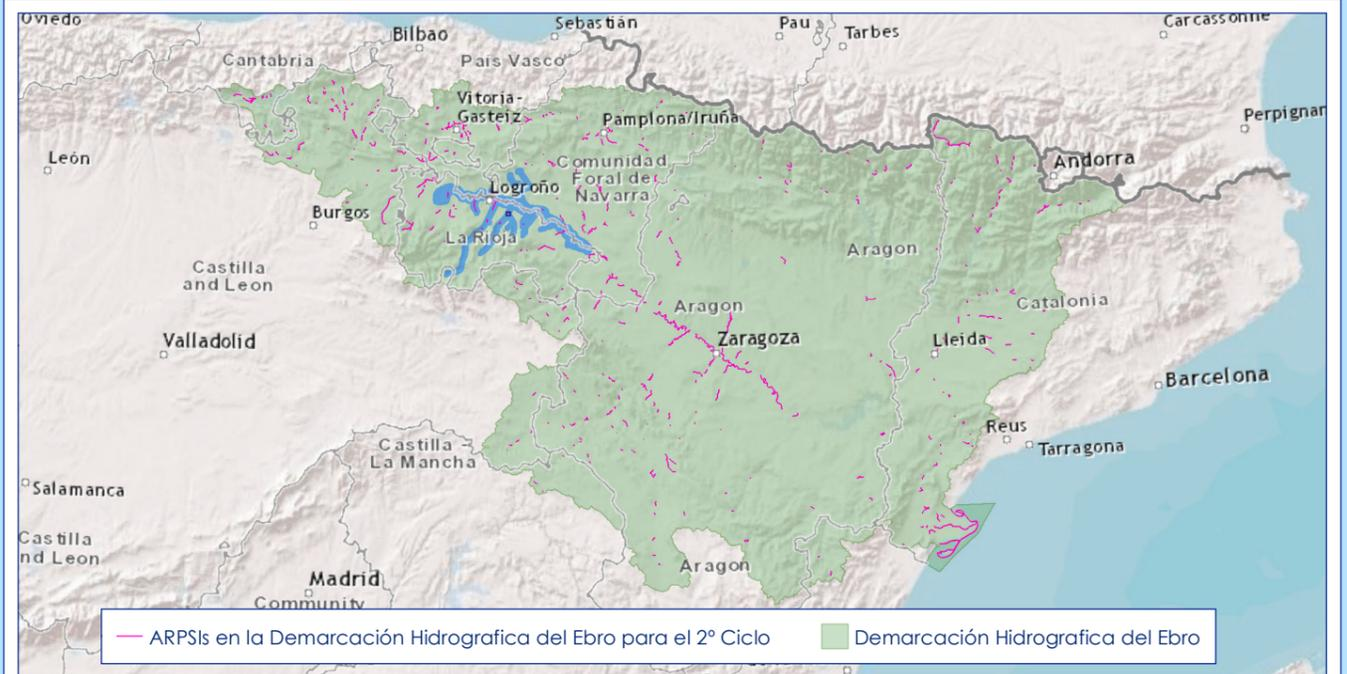 Oviedo
Sebastián
Pau
Carcassonne
Bilbao
Tarbes
Cantabria
País Vasco
Vitoria-
Gasteiz
Pamplona/Iruña
Perpignan
León
Andorra
Comunidad
Foral de
Navarra
Logroño
Burgos
La Rioja
Aragon
Castilla
and Leon
Aragon
Catalonia
Valladolid
Zaragoza
Lleida
Barcelona
Reus
Castilla -
La Mancha
Tarragona
Salamanca
Castilla
nd Leon
Aragon
Madrid
Community
ARPSIs en la Demarcación Hidrografica del Ebro para el 2º Ciclo
Demarcación Hidrografica del Ebro